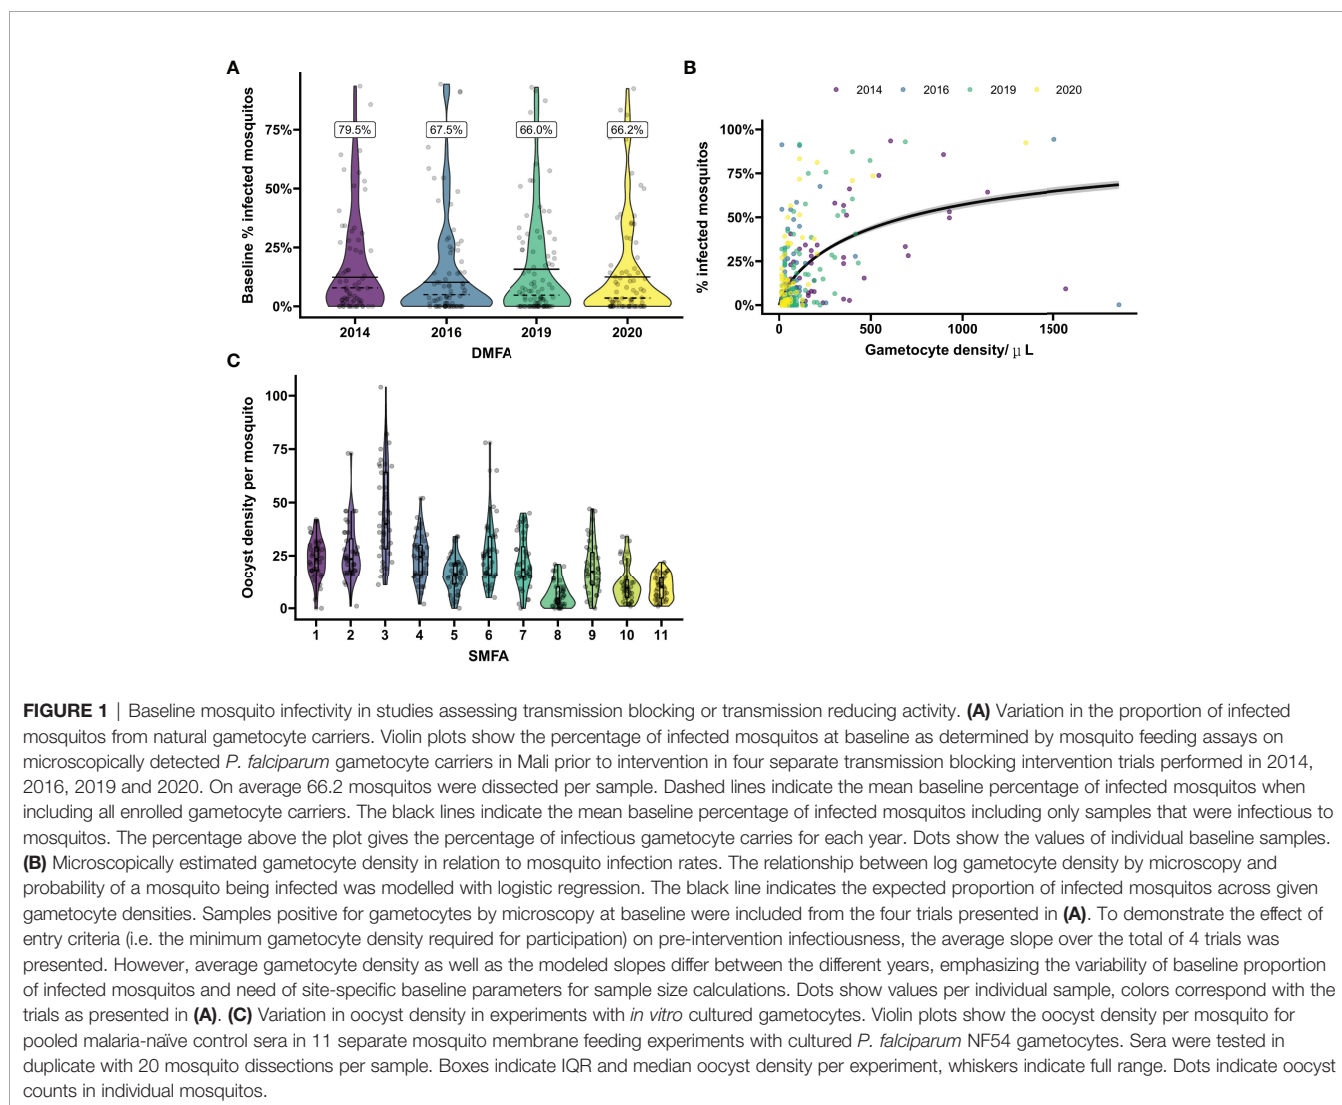 A
Baseline % infected mosquitos
75%
50%
25%
0%
79.5%
67.5%
66.0%
66.2%
2014
2016
2019
2020
DMFA
B
2014
2016
2019
2020
% infected mosquitos
100%
75%
50%
25%
0%
0
500
1000
1500
Gametocyte density/ μ L
C
Oocyst density per mosquito
100
75
50
25
0
1
2
3
4
5
6
7
8
9
10
11
SMFA
FIGURE 1 | Baseline mosquito infectivity in studies assessing transmission blocking or transmission reducing activity. (A) Variation in the proportion of infected
mosquitos from natural gametocyte carriers. Violin plots show the percentage of infected mosquitos at baseline as determined by mosquito feeding assays on
microscopically detected P. falciparum gametocyte carriers in Mali prior to intervention in four separate transmission blocking intervention trials performed in 2014,
2016, 2019 and 2020. On average 66.2 mosquitos were dissected per sample. Dashed lines indicate the mean baseline percentage of infected mosquitos when
including all enrolled gametocyte carriers. The black lines indicate the mean baseline percentage of infected mosquitos including only samples that were infectious to
mosquitos. The percentage above the plot gives the percentage of infectious gametocyte carries for each year. Dots show the values of individual baseline samples.
(B) Microscopically estimated gametocyte density in relation to mosquito infection rates. The relationship between log gametocyte density by microscopy and
probability of a mosquito being infected was modelled with logistic regression. The black line indicates the expected proportion of infected mosquitos across given
gametocyte densities. Samples positive for gametocytes by microscopy at baseline were included from the four trials presented in (A). To demonstrate the effect of
entry criteria (i.e. the minimum gametocyte density required for participation) on pre-intervention infectiousness, the average slope over the total of 4 trials was
presented. However, average gametocyte density as well as the modeled slopes differ between the different years, emphasizing the variability of baseline proportion
of infected mosquitos and need of site-specific baseline parameters for sample size calculations. Dots show values per individual sample, colors correspond with the
trials as presented in (A). (C) Variation in oocyst density in experiments with in vitro cultured gametocytes. Violin plots show the oocyst density per mosquito for
pooled malaria-naïve control sera in 11 separate mosquito membrane feeding experiments with cultured P. falciparum NF54 gametocytes. Sera were tested in
duplicate with 20 mosquito dissections per sample. Boxes indicate IQR and median oocyst density per experiment, whiskers indicate full range. Dots indicate oocyst
counts in individual mosquitos.